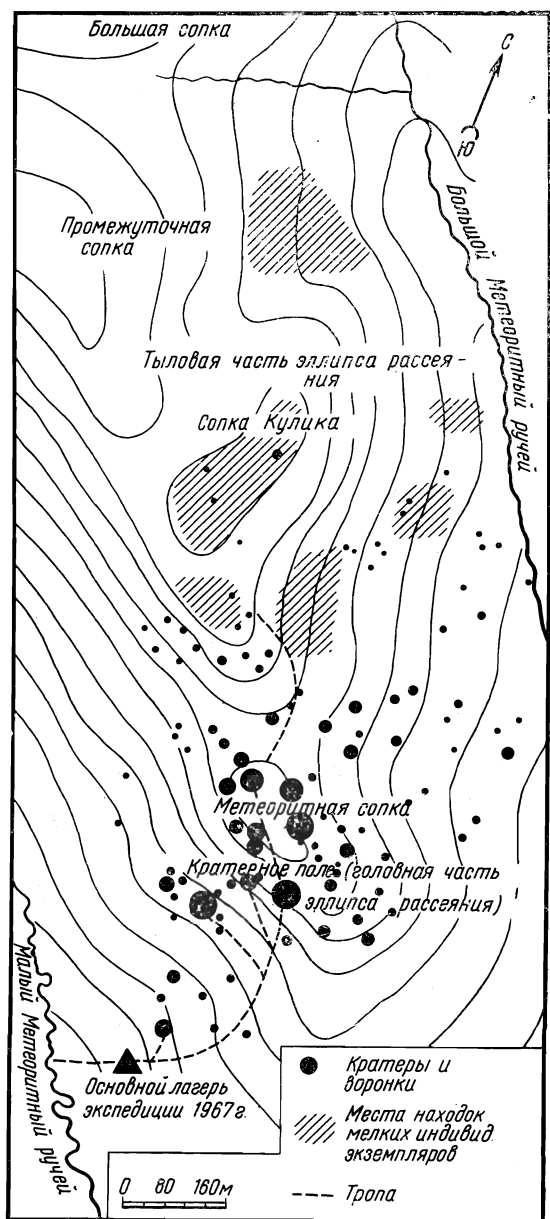 Большая сопка
С
Ю
Промежуточная
сопка
Большой Метеоритный ручей
Тыловая часть эллипса рассея-
ния
Сопка Кулика
Метеоритная сопка
Кратерное поле (головная часть
эллипса рассеяния)
Малый Метеоритный ручей
Основной лагерь
экспедиции 1967г.
Кратеры и
воронки
Места находок
мелких индивид.
экземпляров
Тропа
0 80 160м